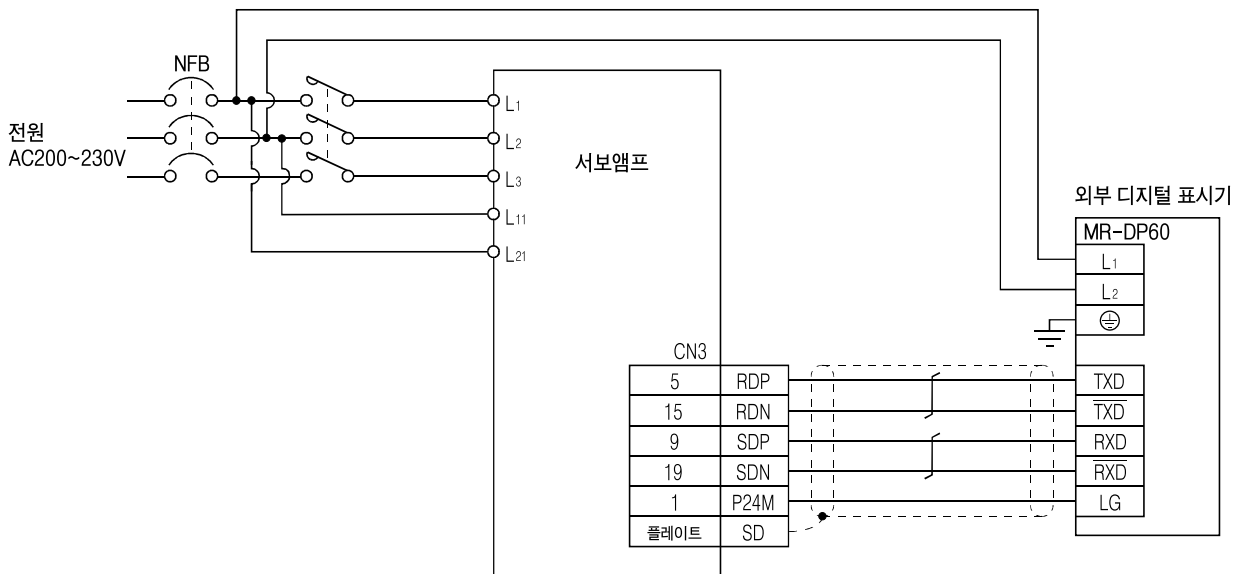 NFB
전원
AC200~230V
L1
L2
L3
L11
L21
서보앰프
외부 디지털 표시기
MR-DP60
L1
L2
CN3
5 RDP
15 RDN
9 SDP
19 SDN
1 P24M
플레이트 SD
TXD
TXD
RXD
RXD
LG